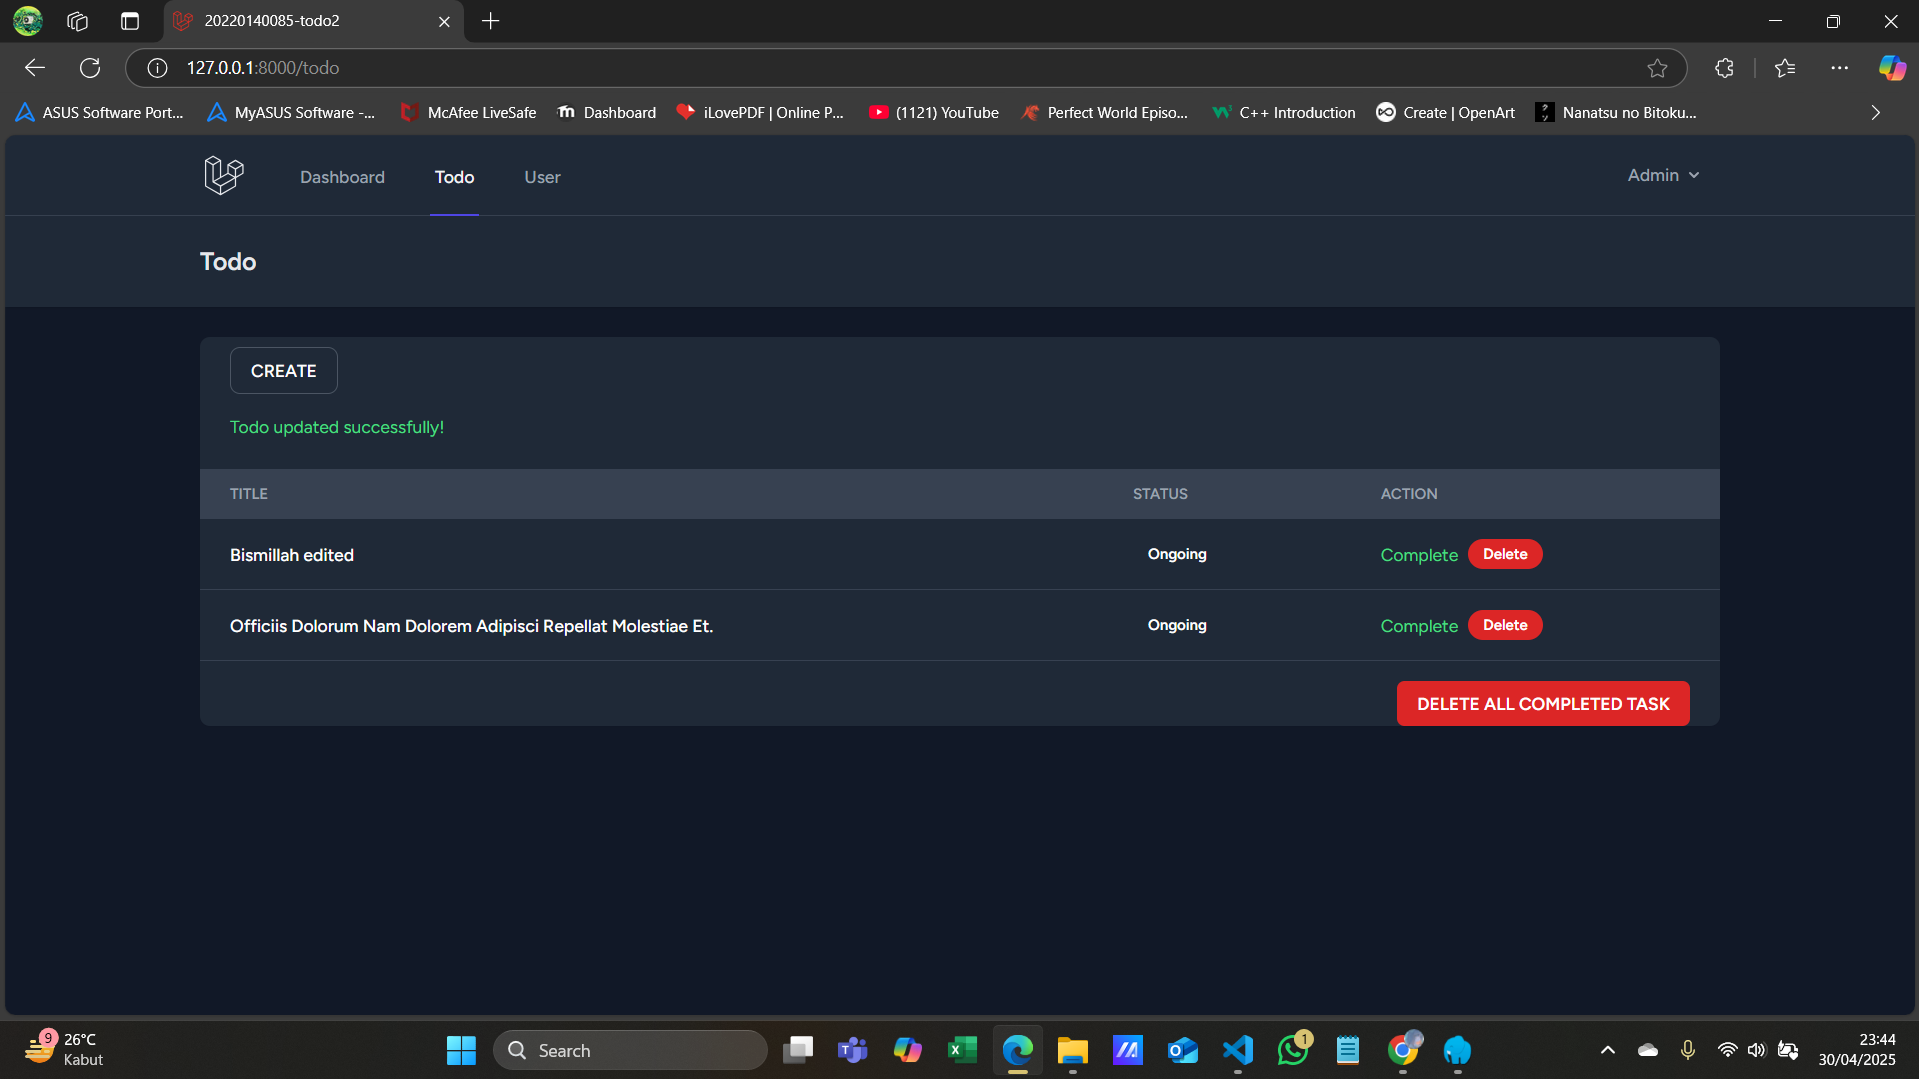 20220140085-todo2
127.0.0.1:8000/todo
ASUS Software Port... MyASUS Software -... McAfee LiveSafe Dashboard iLovePDF | Online P... (1121) YouTube Perfect World Episo... C++ Introduction Create | OpenArt Nanatsu no Bitoku...
Dashboard Todo User Admin
Todo
CREATE
Todo updated successfully!
TITLE STATUS ACTION
Bismillah edited Ongoing Complete Delete
Officiis Dolorum Nam Dolorem Adipisci Repellat Molestiae Et. Ongoing Complete Delete
DELETE ALL COMPLETED TASK
9 26°C
Kabut
Search
1
23:44
30/04/2025